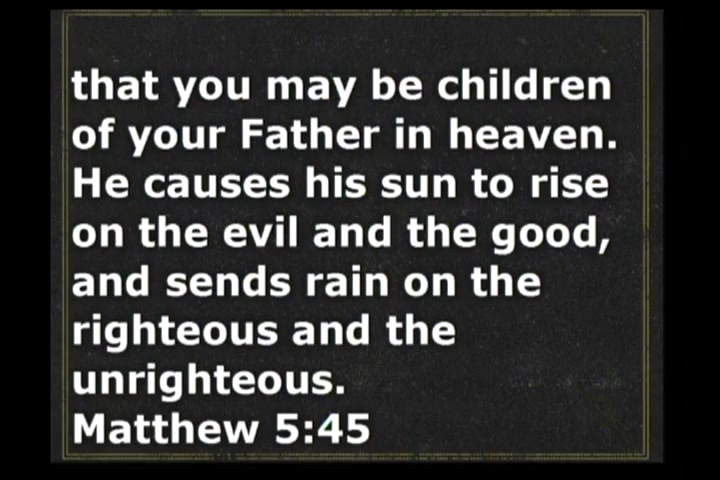 that you may be children
of your Father in heaven.
He causes his sun to rise
on the evil and the good,
and sends rain on the
righteous and the
unrighteous.
Matthew 5:45